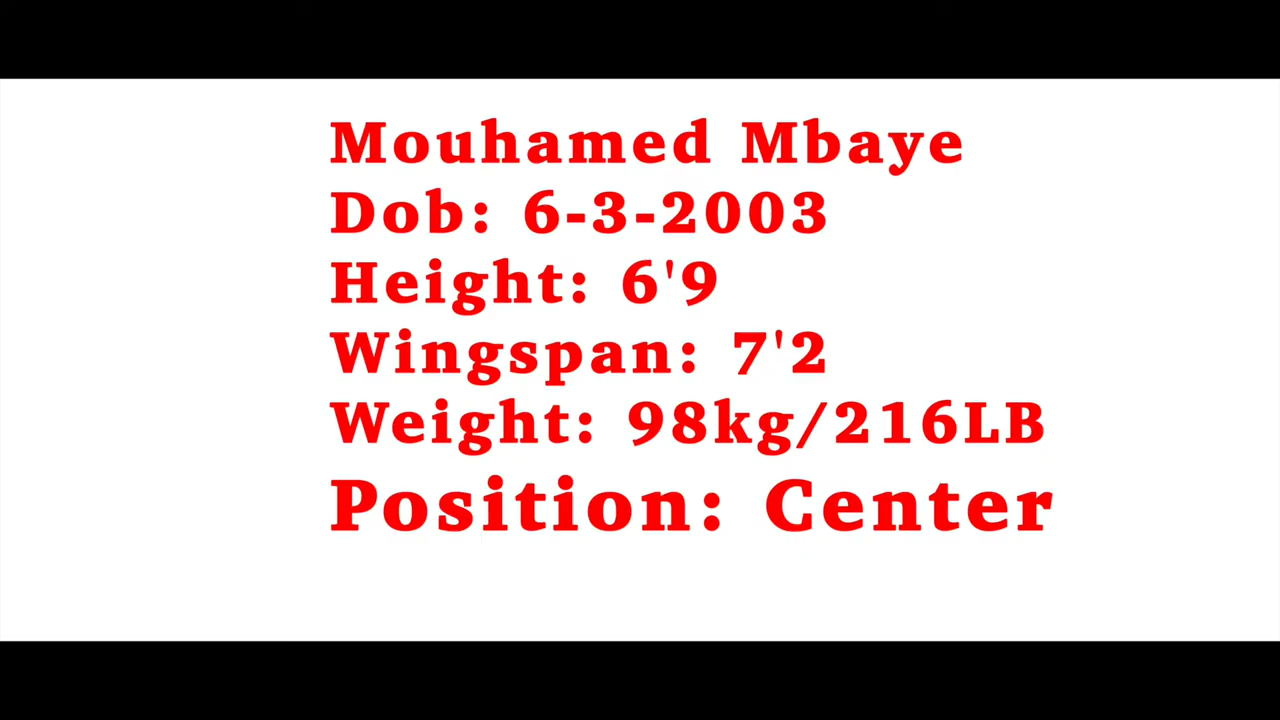 Mouhamed Mbaye
Dob: 6-3-2003
Height: 6'9
Wingspan: 7'2
Weight: 98kg/216LB
Position: Center